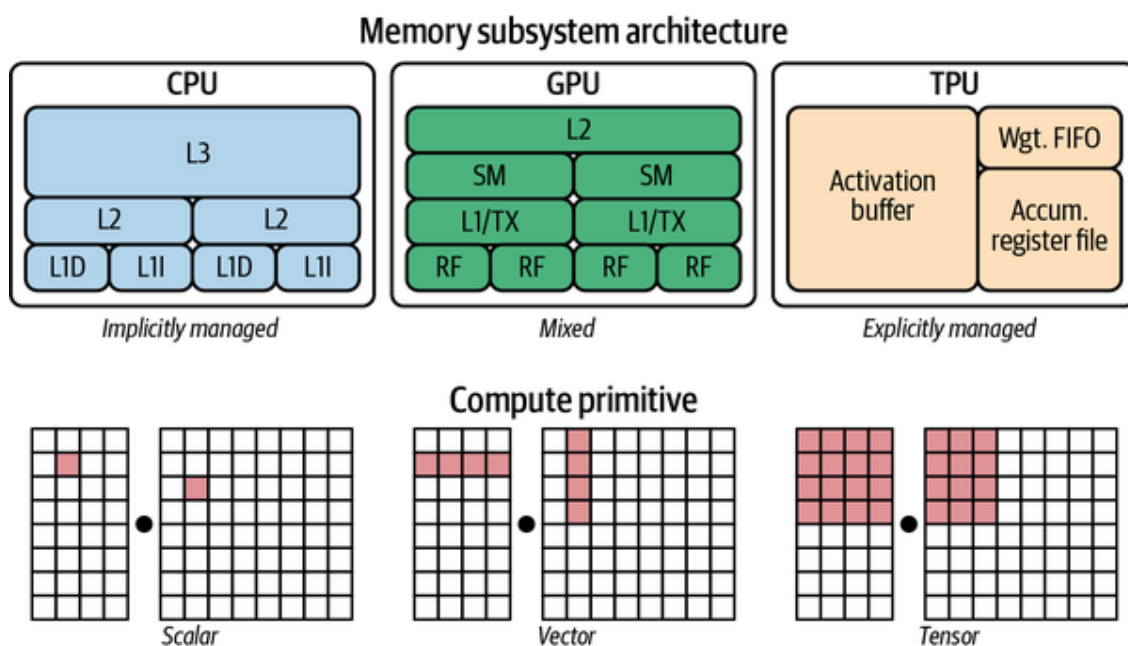 Memory subsystem architecture
CPU
L3
L2
L2
L1D
L1I
L1D
L1I
Implicitly managed
GPU
L2
SM
SM
L1/TX
L1/TX
RF
RF
RF
RF
Mixed
TPU
Activation
buffer
Wgt. FIFO
Accum.
register file
Explicitly managed
Compute primitive
Scalar
Vector
Tensor